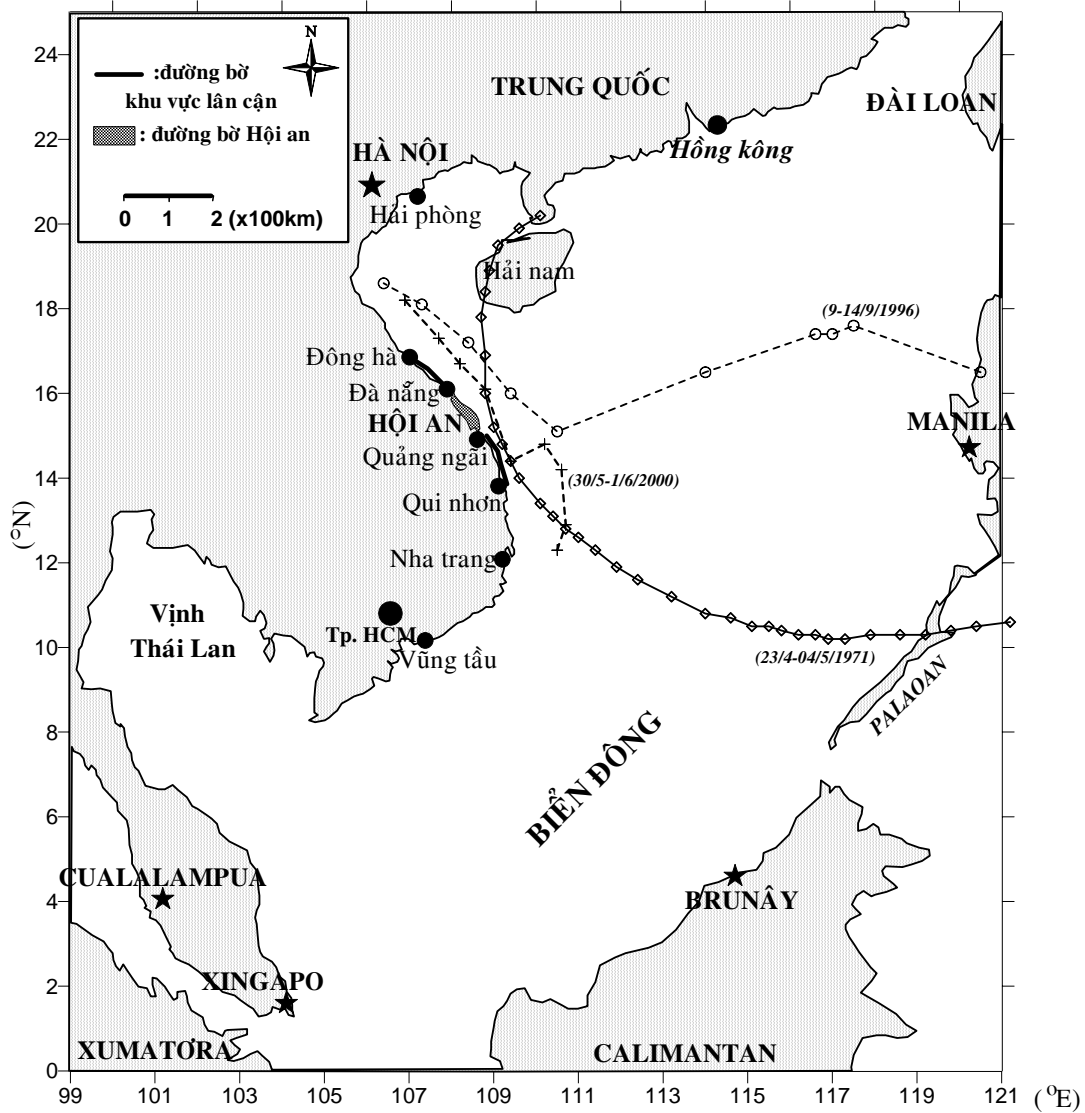 N
:đường bờ
khu vực lân cận
: đường bờ Hội an
0 1 2 (x100km)
TRUNG QUỐC
ĐÀI LOAN
Hồng kông
HÀ NỘI
Hải phòng
Hải nam
(9-14/9/1996)
Đông hà
Đà nẵng
HỘI AN
MANILA
Quảng ngãi
(30/5-1/6/2000)
Qui nhơn
Nha trang
Vịnh
Thái Lan
Tp. HCM
Vũng tầu
(23/4-04/5/1971)
PALAOAN
BIỂN ĐÔNG
CUALALAMPUA
BRUNÂY
XINGAPO
XUMATƠRA
CALIMANTAN
24
22
20
18
16
14
12
10
8
6
4
2
0
(°N)
99 101 103 105 107 109 111 113 115 117 119 121 (°E)